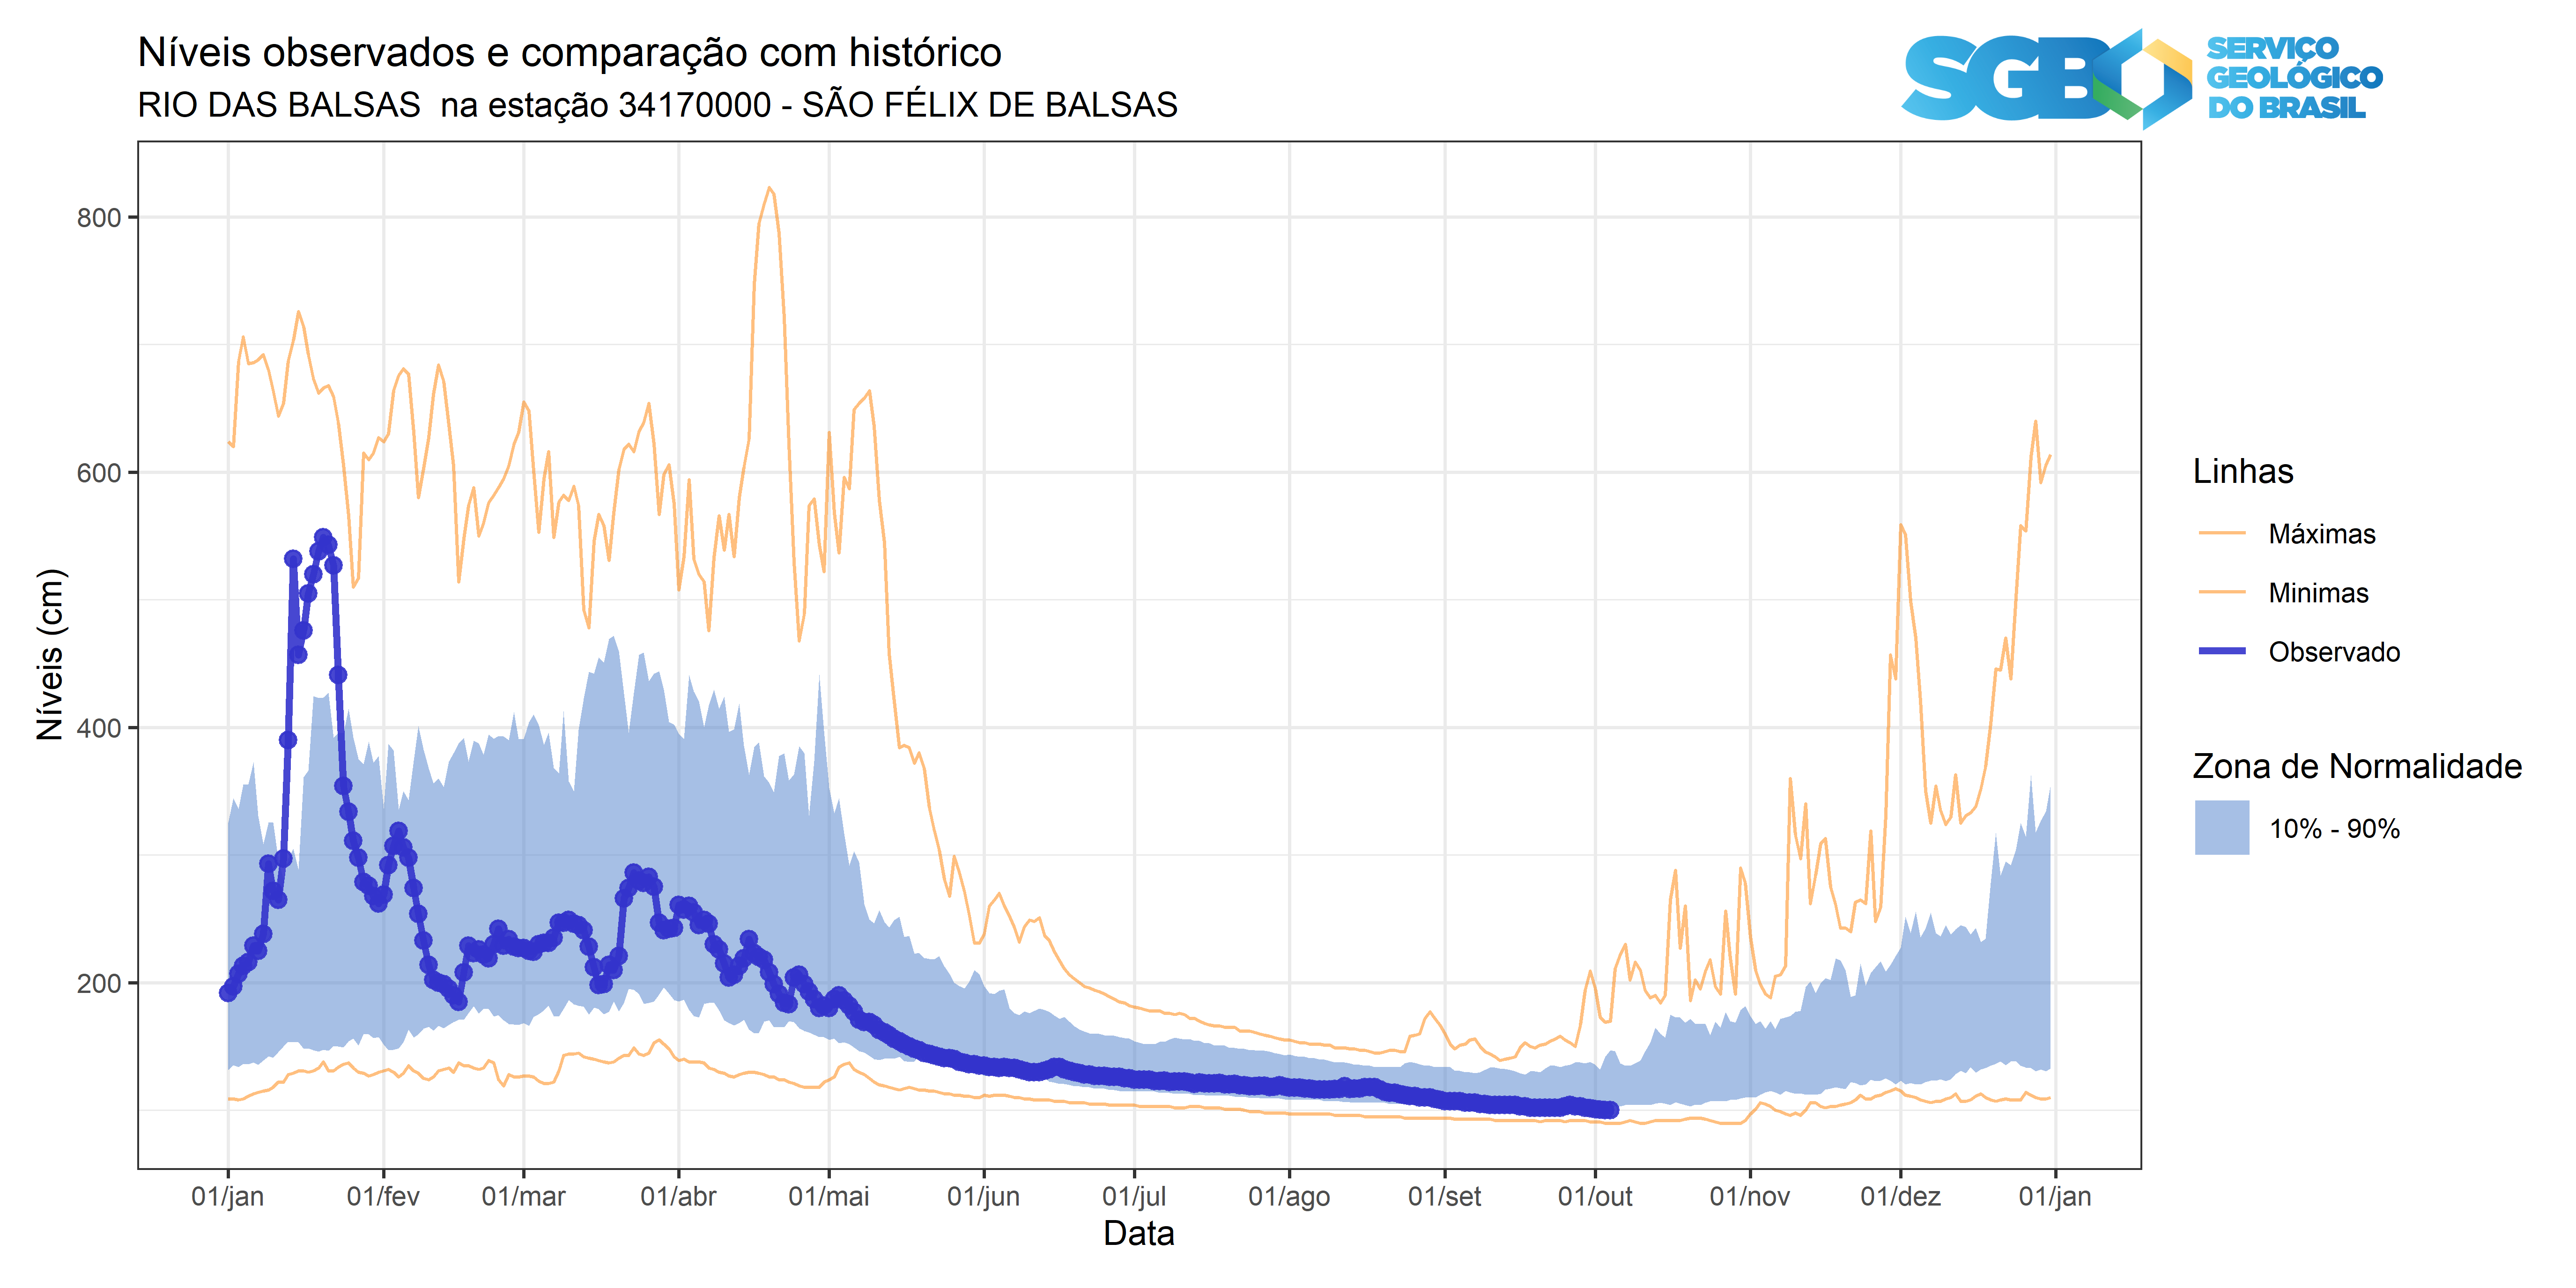 Níveis observados e comparação com histórico
RIO DAS BALSAS  na estação 34170000 - SÃO FÉLIX DE BALSAS
SGB
SERVIÇO
GEOLÓGICO
DO BRASIL
Níveis (cm)
800
600
400
200
01/jan
01/fev
01/mar
01/abr
01/mai
01/jun
01/jul
01/ago
01/set
01/out
01/nov
01/dez
01/jan
Data
Linhas
Máximas
Minimas
Observado
Zona de Normalidade
10% - 90%